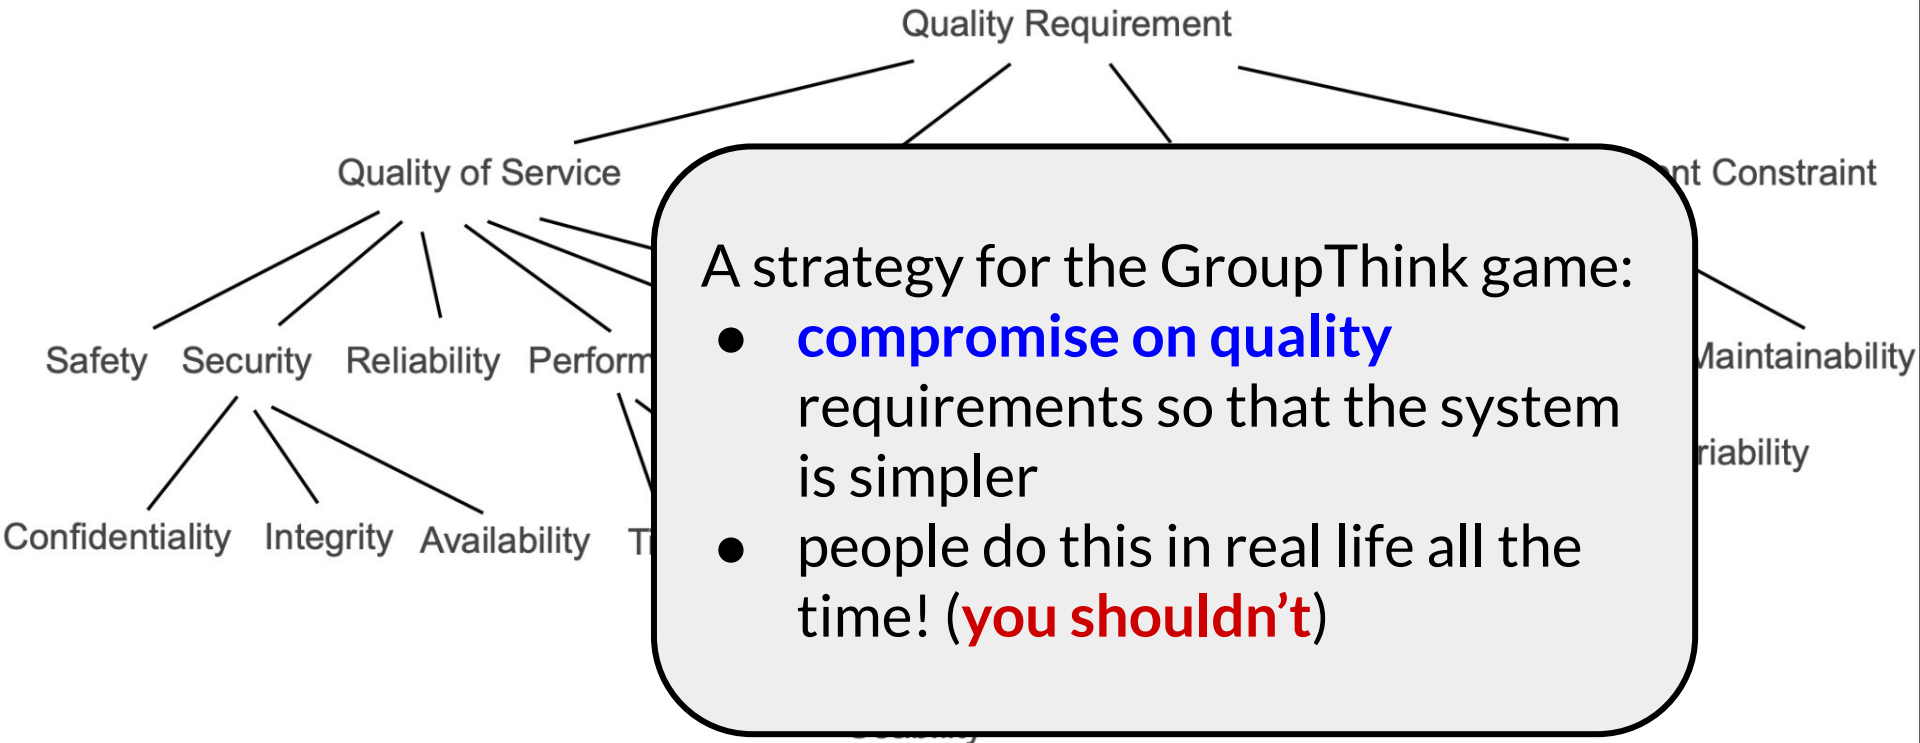 Quality Requirement
Quality of Service
Constraint
Safety Security Reliability
Confidentiality Integrity Availability
A strategy for the GroupThink game:
● compromise on quality
requirements so that the system
is simpler
● people do this in real life all the
time! (you shouldn’t)